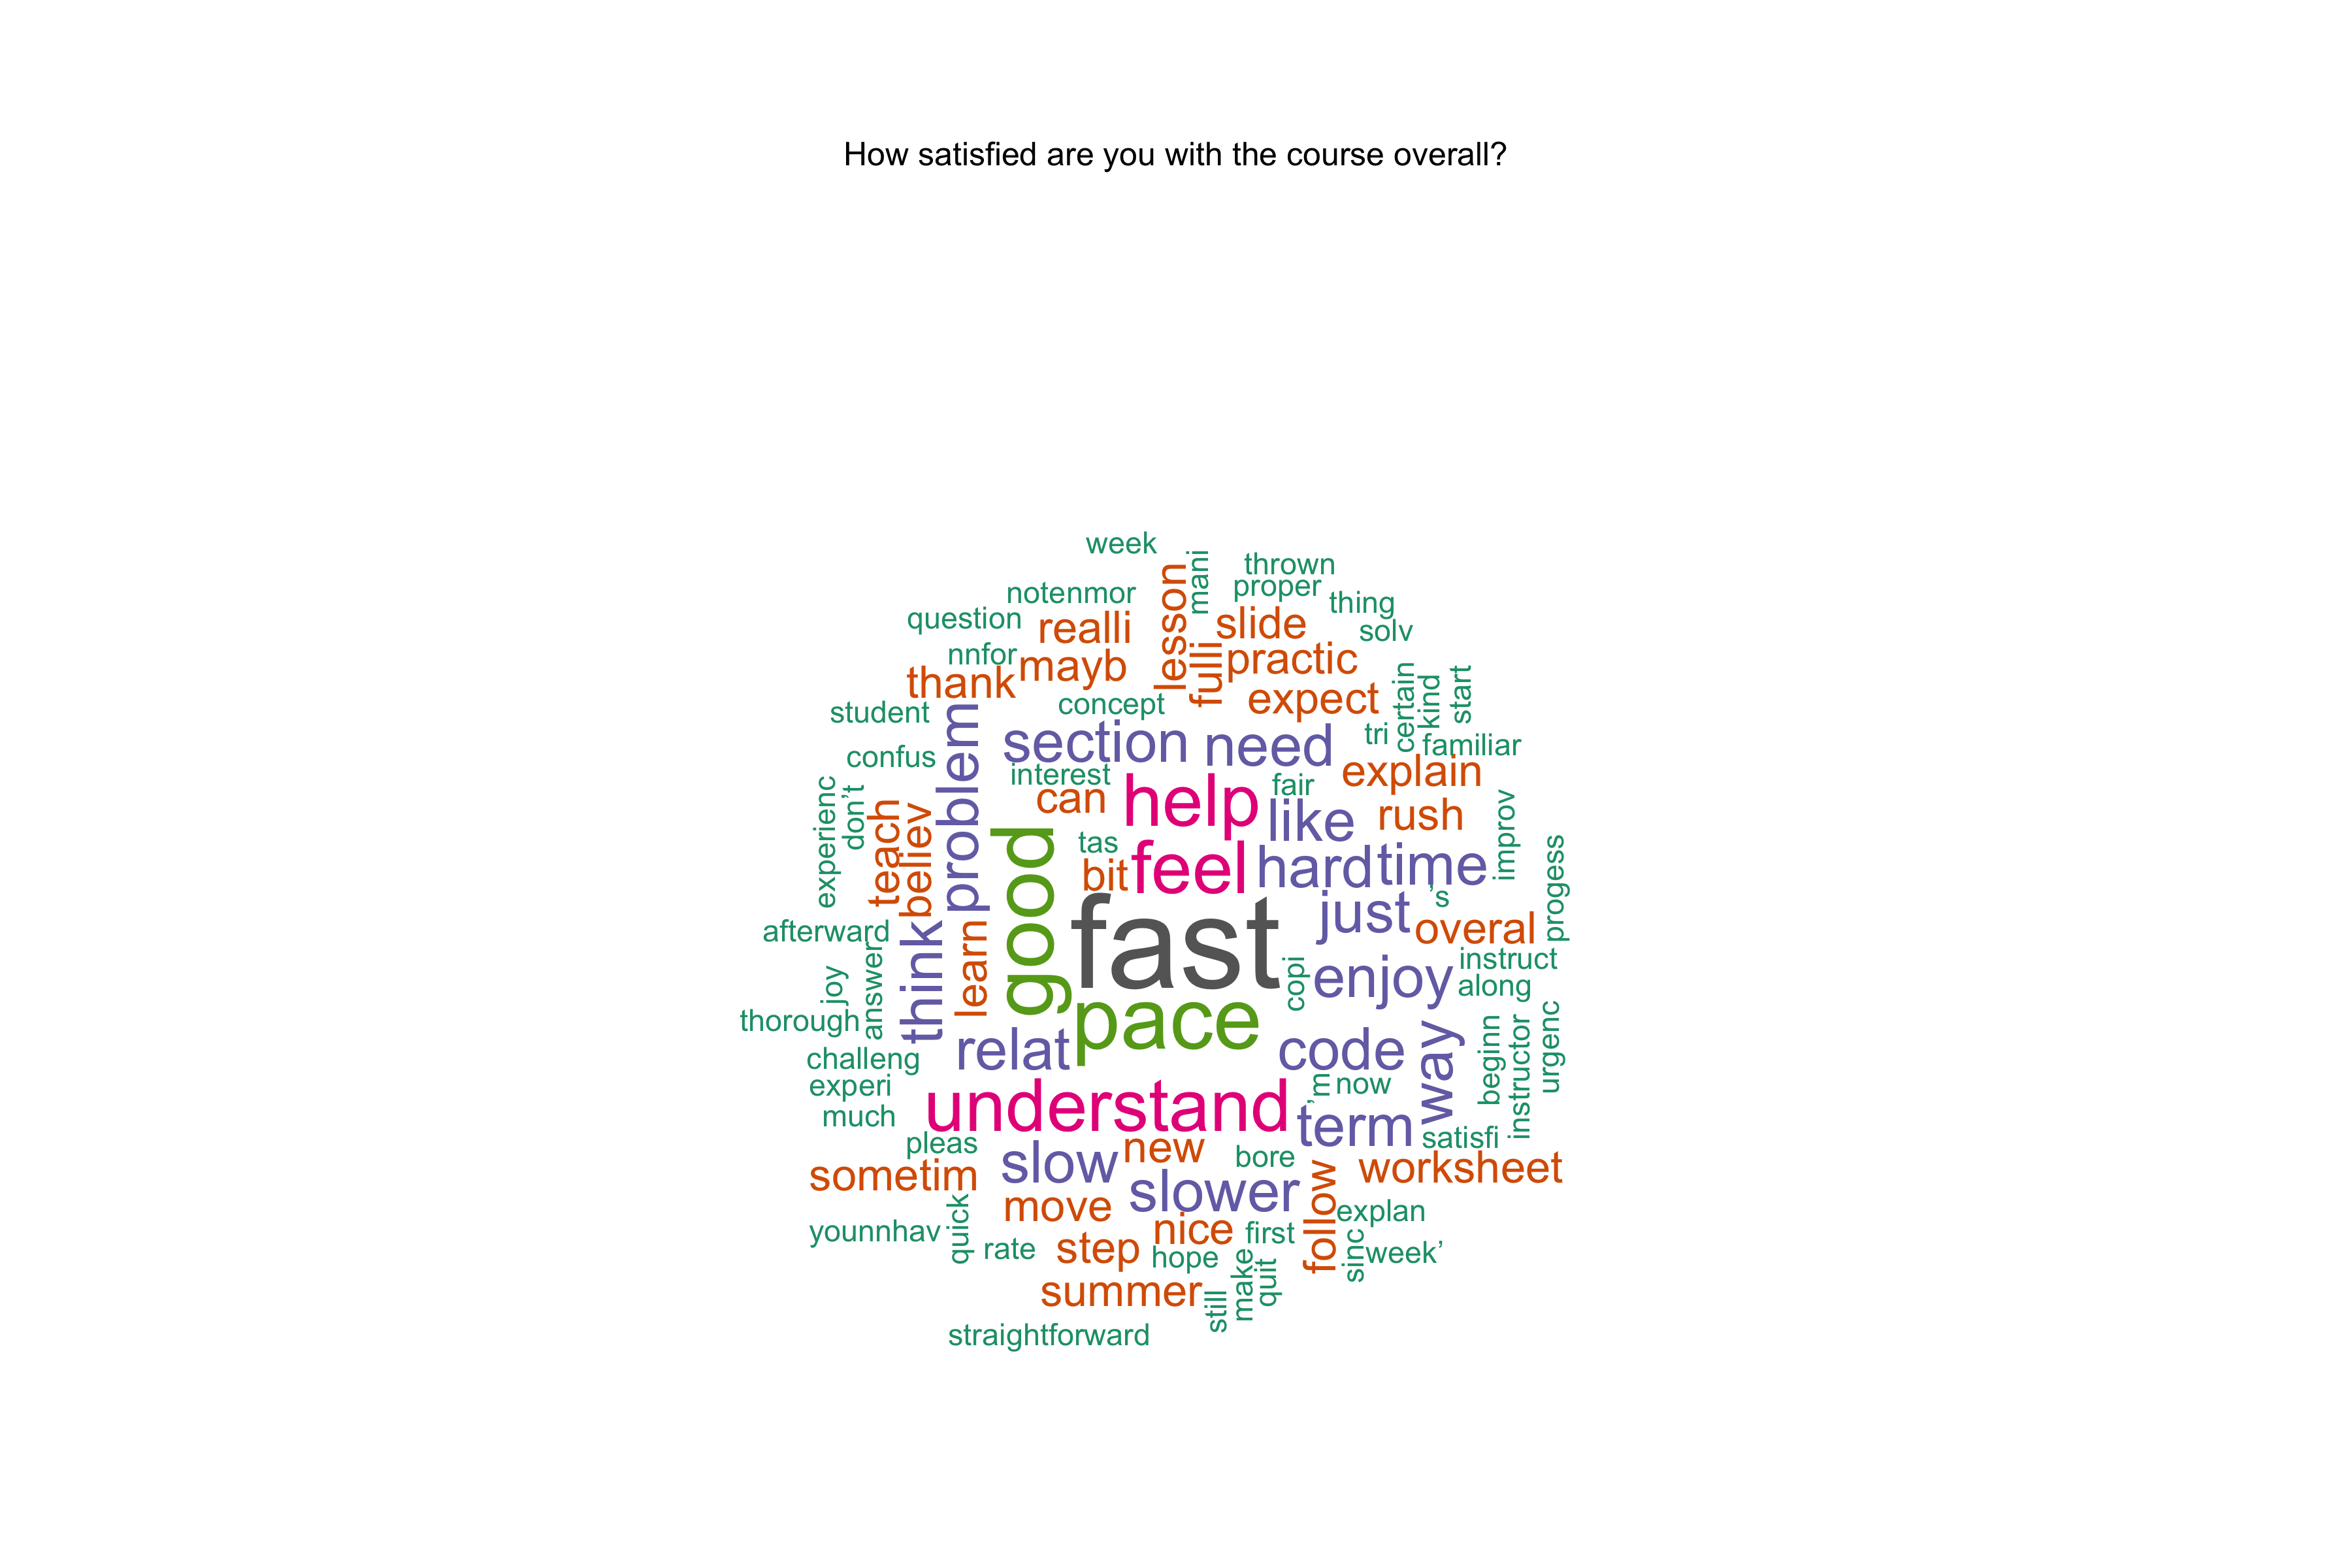 How satisfied are you with the course overall?
week
mani
thrown
notenmor
lesson
proper
thing
question
realli
slide
solv
nnfor
mayb
fulli
practic
thank
expect
certain
kind
start
student
concept
problem
section
need
tri
familiar
confus
interest
help
fair
explain
experienc
don’t
teach
believ
can
like
rush
improv
good
tas
bit
feel
hard
time
progess
fast
just
’s
overal
afterward
answer
think
learn
copi
enjoy
instruct
along
joy
thorough
pace
relat
code
way
beginn
instructor
urgenc
challeng
experi
’m
now
much
understand
term
satisfi
pleas
slow
new
bore
worksheet
sometim
slower
follow
move
nice
first
explan
younnhav
quick
rate
step
hope
sinc
week’
summer
still
make
quit
straightforward